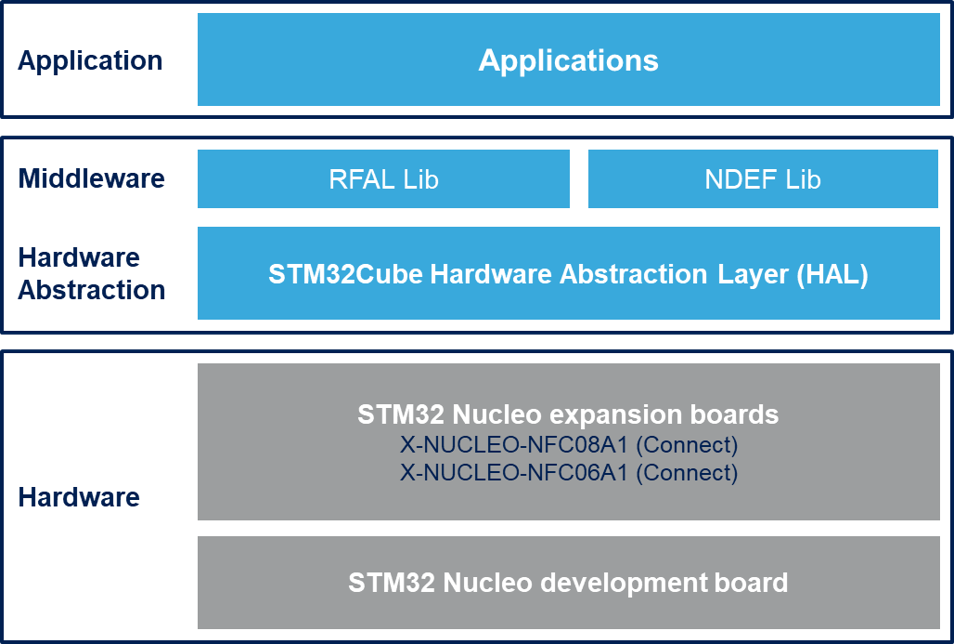 Application
Applications
Middleware
RFAL Lib
NDEF Lib
Hardware
Abstraction
STM32Cube Hardware Abstraction Layer (HAL)
Hardware
STM32 Nucleo expansion boards
X-NUCLEO-NFC08A1 (Connect)
X-NUCLEO-NFC06A1 (Connect)
STM32 Nucleo development board